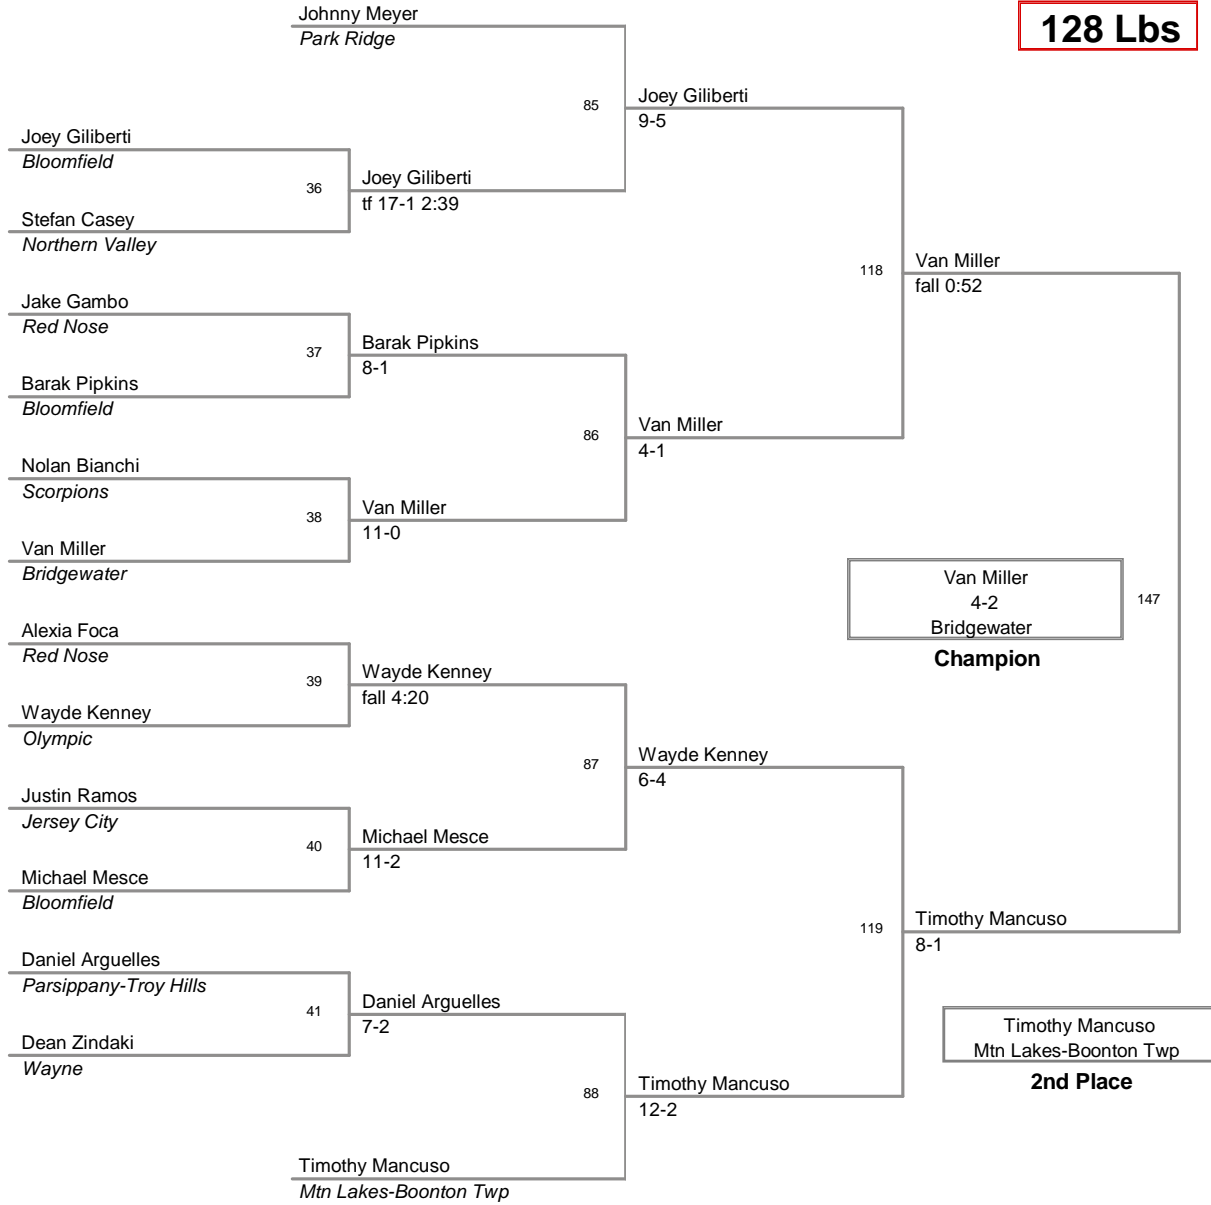 Johnny Meyer
Park Ridge
128 Lbs
85
Joey Giliberti
9-5
Joey Giliberti
Bloomfield
36
Joey Giliberti
tf 17-1 2:39
Stefan Casey
Northern Valley
118
Van Miller
fall 0:52
Jake Gambo
Red Nose
37
Barak Pipkins
8-1
Barak Pipkins
Bloomfield
86
Van Miller
4-1
Nolan Bianchi
Scorpions
38
Van Miller
11-0
Van Miller
Bridgewater
Van Miller
4-2
Bridgewater
147
Champion
Alexia Foca
Red Nose
39
Wayde Kenney
fall 4:20
Wayde Kenney
Olympic
87
Wayde Kenney
6-4
Justin Ramos
Jersey City
40
Michael Mesce
11-2
Michael Mesce
Bloomfield
119
Timothy Mancuso
8-1
Daniel Arguelles
Parsippany-Troy Hills
41
Daniel Arguelles
7-2
Dean Zindaki
Wayne
Timothy Mancuso
Mtn Lakes-Boonton Twp
2nd Place
88
Timothy Mancuso
12-2
Timothy Mancuso
Mtn Lakes-Boonton Twp